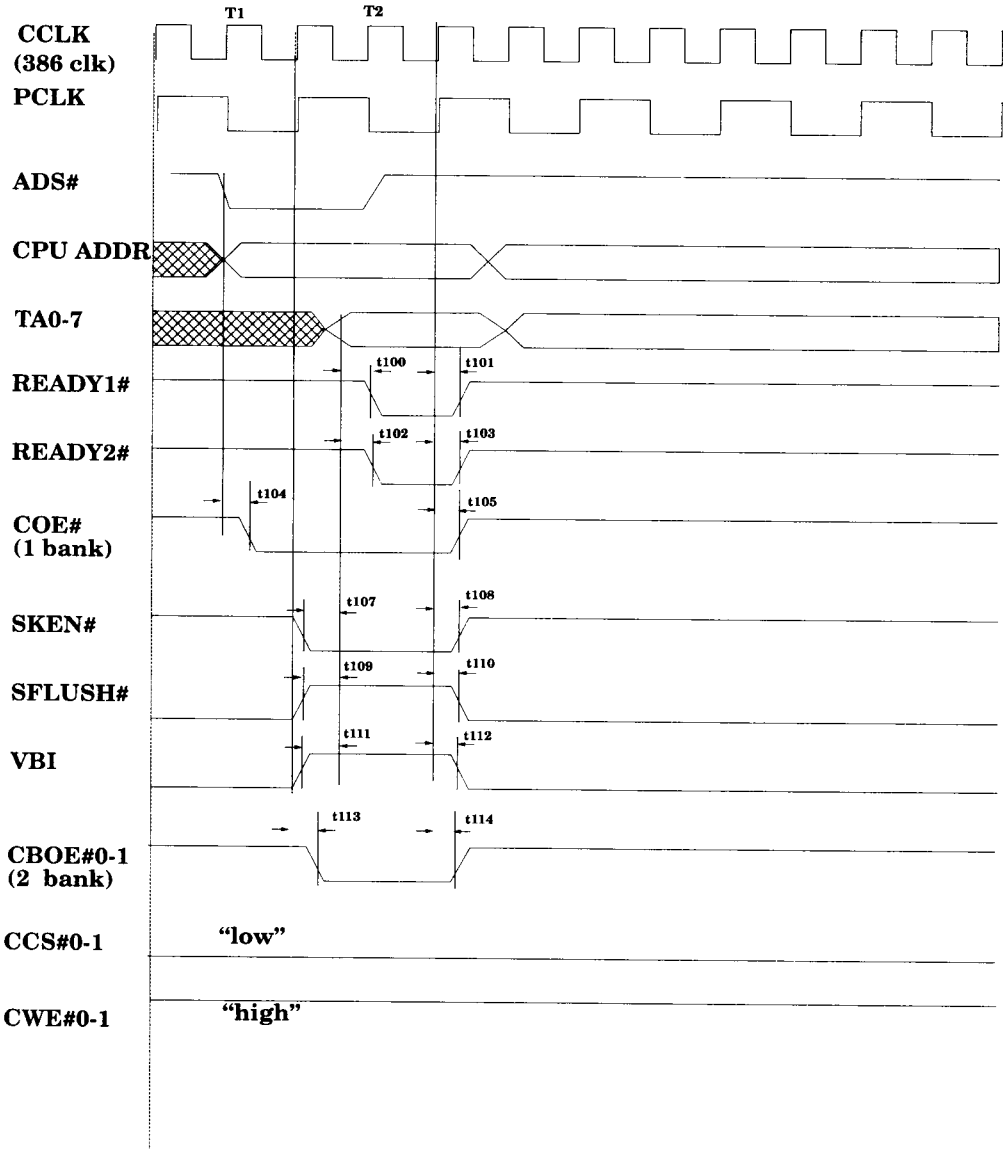 T1 T2
CCLK
(386 clk)
PCLK
ADS#
CPU ADDR
TA0-7
t100 t101
READY1#
t102 t103
READY2#
t104 t105
COE#
(1 bank)
t107 t108
SKEN#
t109 t110
SFLUSH#
t111 t112
VBI
t113 t114
CBOE#0-1
(2 bank)
CCS#0-1 “low”
CWE#0-1 “high”